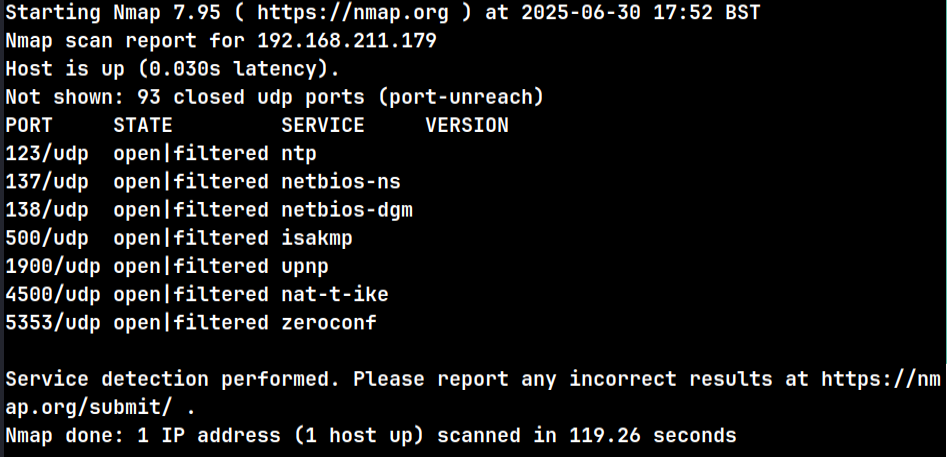 Starting Nmap 7.95 ( https://nmap.org ) at 2025-06-30 17:52 BST
Nmap scan report for 192.168.211.179
Host is up (0.030s latency).
Not shown: 93 closed udp ports (port-unreach)
PORT     STATE         SERVICE     VERSION
123/udp  open|filtered ntp
137/udp  open|filtered netbios-ns
138/udp  open|filtered netbios-dgm
500/udp  open|filtered isakmp
1900/udp open|filtered upnp
4500/udp open|filtered nat-t-ike
5353/udp open|filtered zeroconf
Service detection performed. Please report any incorrect results at https://nm
ap.org/submit/ .
Nmap done: 1 IP address (1 host up) scanned in 119.26 seconds